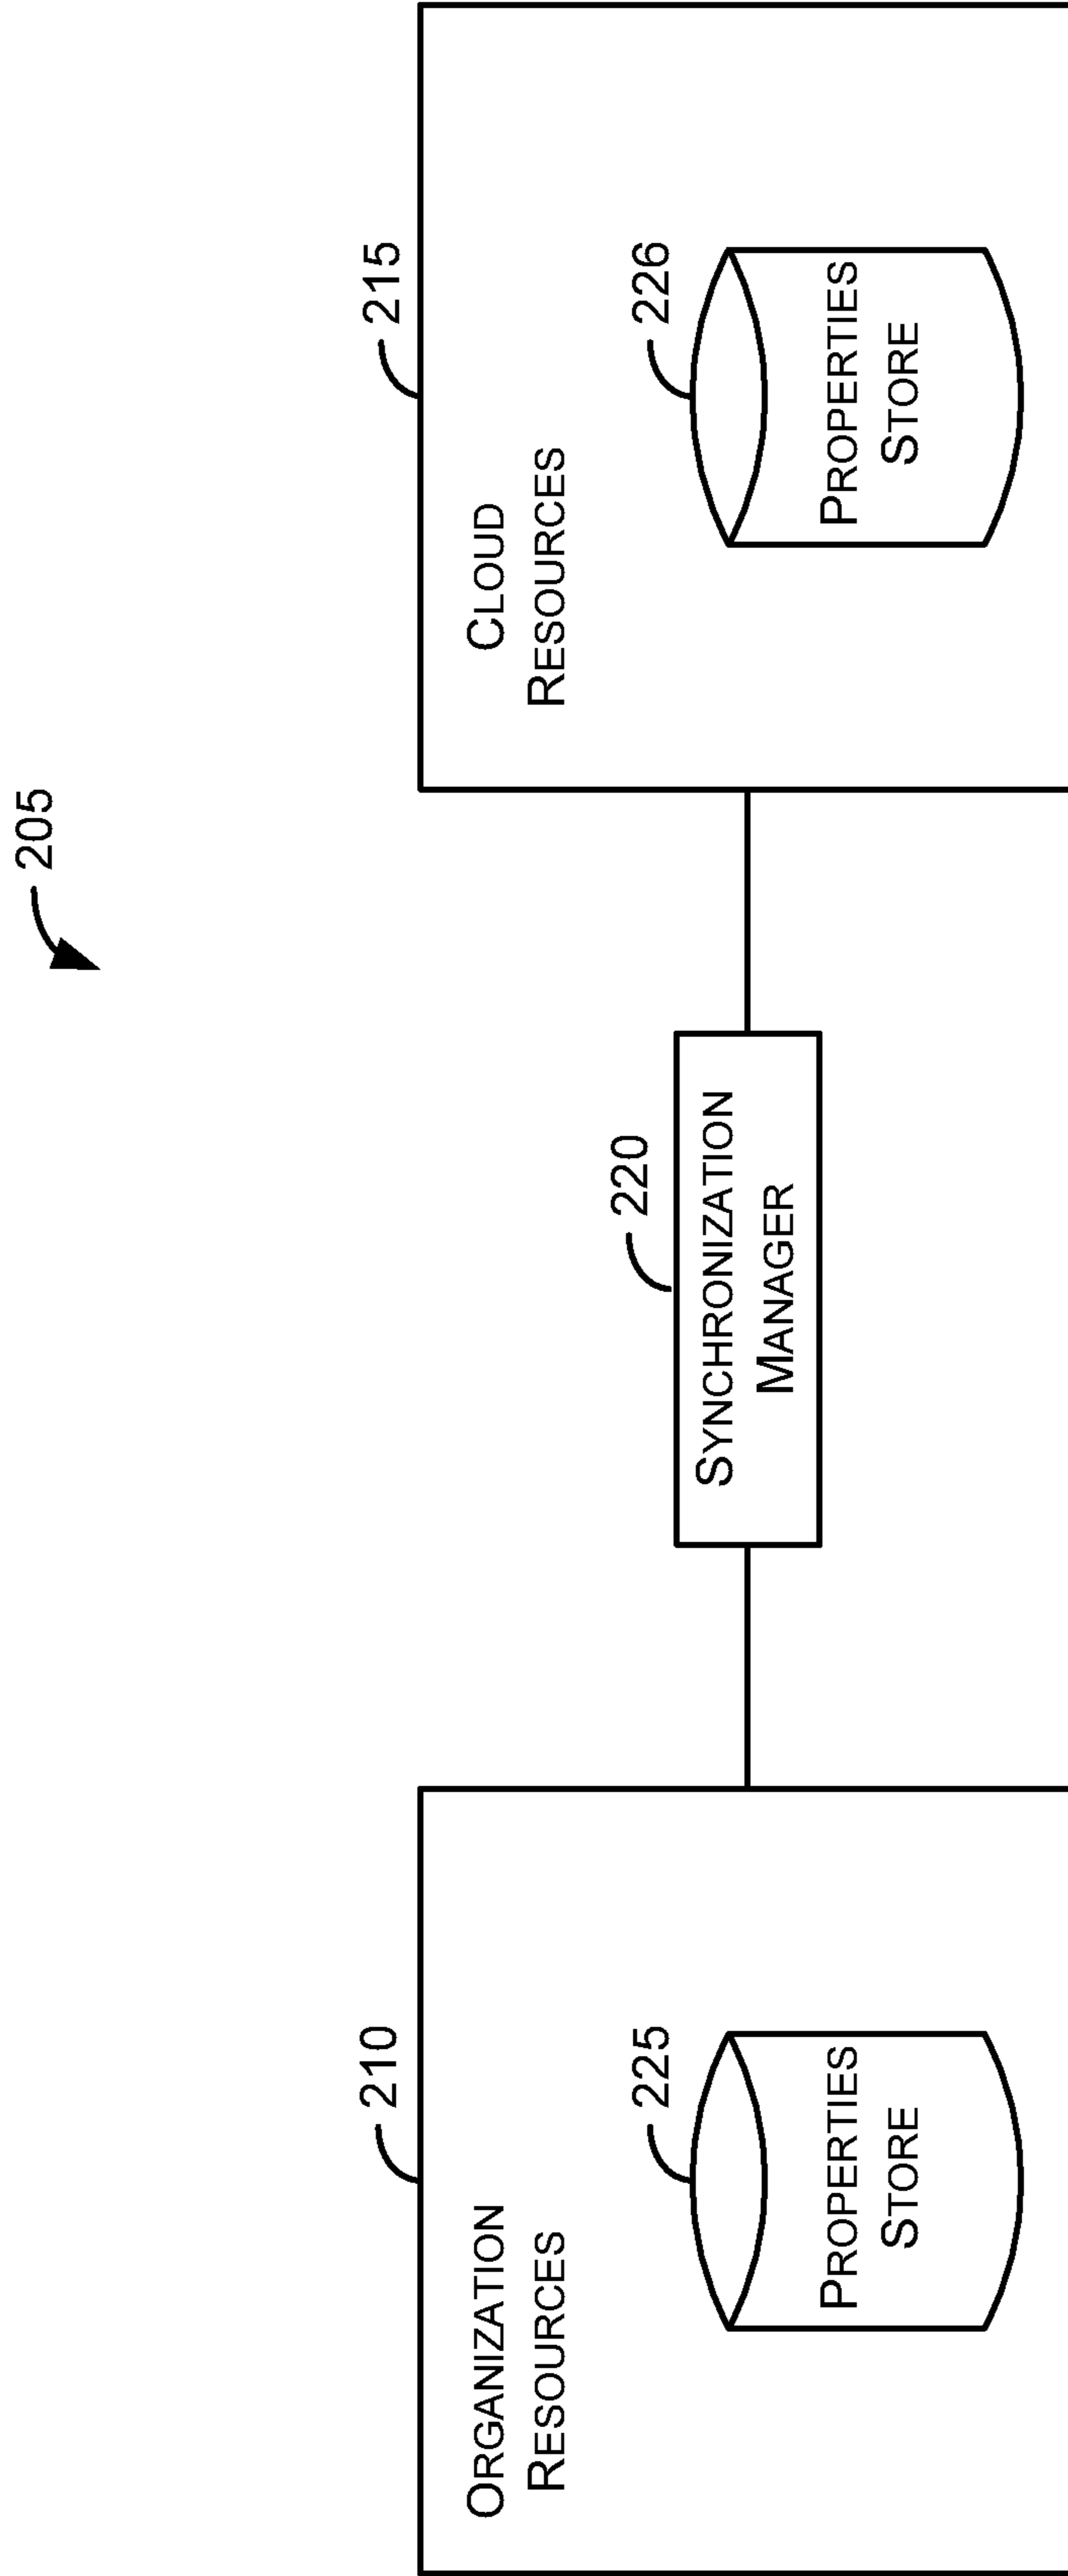 205
210
ORGANIZATION
RESOURCES
225
PROPERTIES
STORE
220
SYNCHRONIZATION
MANAGER
215
CLOUD
RESOURCES
226
PROPERTIES
STORE